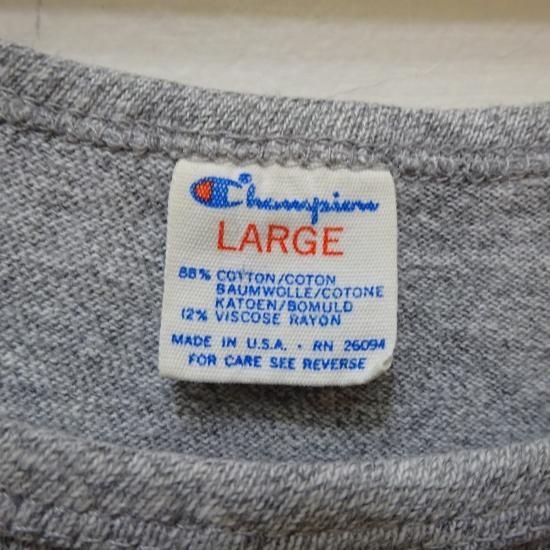 Champion®
LARGE
88% COTTON/COTON
BAUMWOLLE/COTONE
KATOEN/BOMULD
12% VISCOSE RAYON
MADE IN U.S.A. · RN 26094
FOR CARE SEE REVERSE